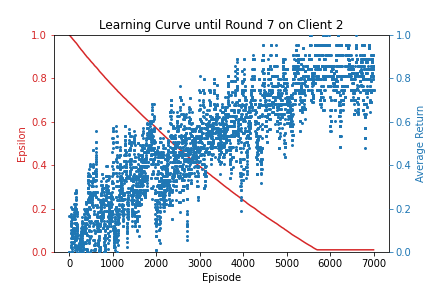 Learning Curve until Round 7 on Client 2
1.0 1.0
0.8 0.8
0.6 0.6
0.4 0.4
0.2 0.2
0.0 0.0
Epsilon
Average Return
0 1000 2000 3000 4000 5000 6000 7000
Episode